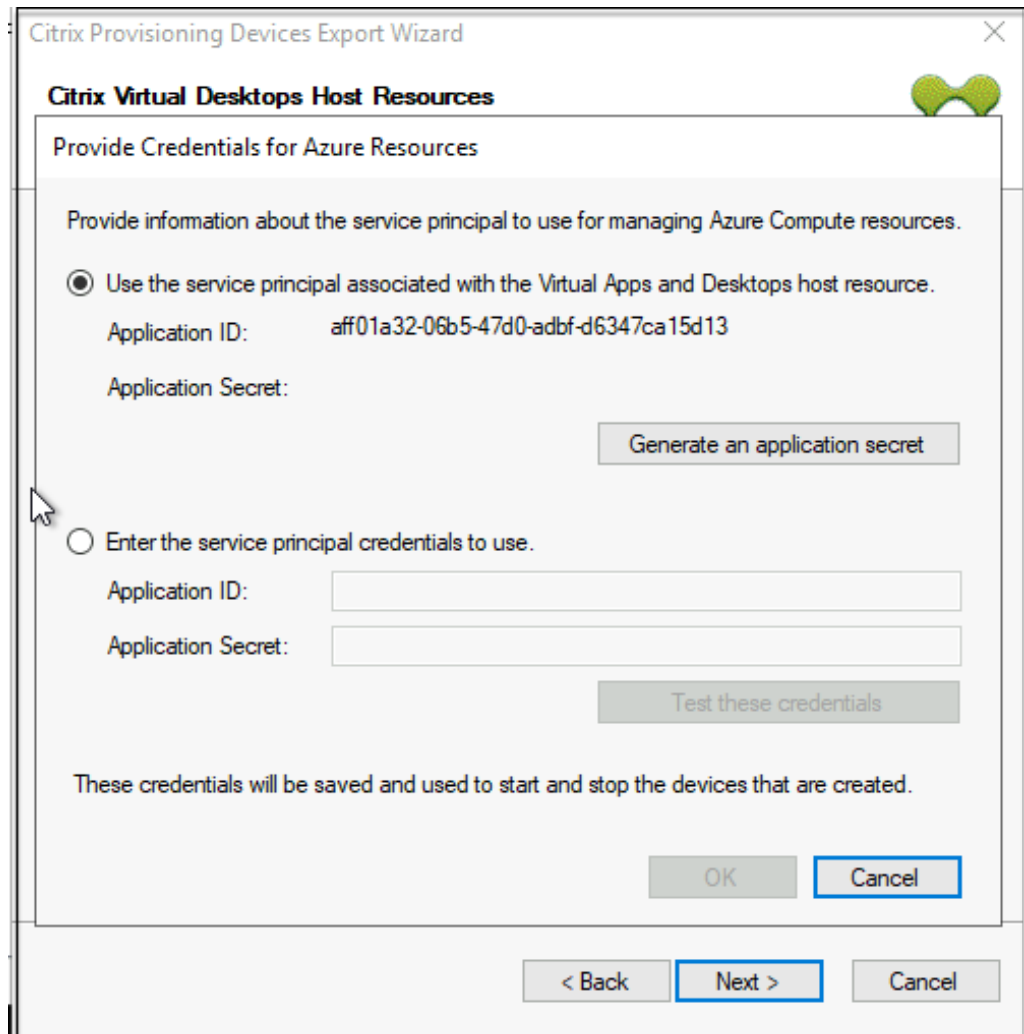 Citrix Provisioning Devices Export Wizard
Citrix Virtual Desktops Host Resources
Provide Credentials for Azure Resources
Provide information about the service principal to use for managing Azure Compute resources.
Use the service principal associated with the Virtual Apps and Desktops host resource.
Application ID: aff01a32-06b5-47d0-adbf-d6347ca15d13
Application Secret:
Generate an application secret
Enter the service principal credentials to use.
Application ID:
Application Secret:
Test these credentials
These credentials will be saved and used to start and stop the devices that are created.
OK Cancel
< Back Next > Cancel